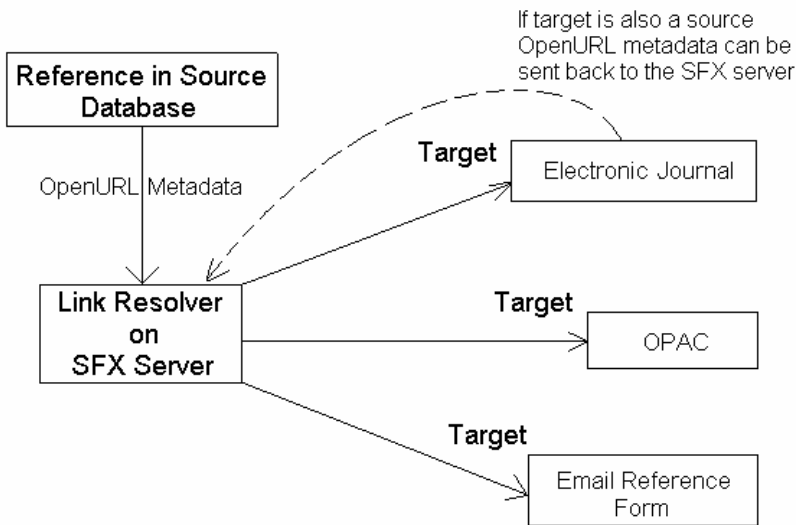 If target is also a source
OpenURL metadata can be
sent back to the SFX server
Reference in Source
Database
Target
Electronic Journal
OpenURL Metadata
Link Resolver
on
SFX Server
Target
OPAC
Target
Email Reference
Form